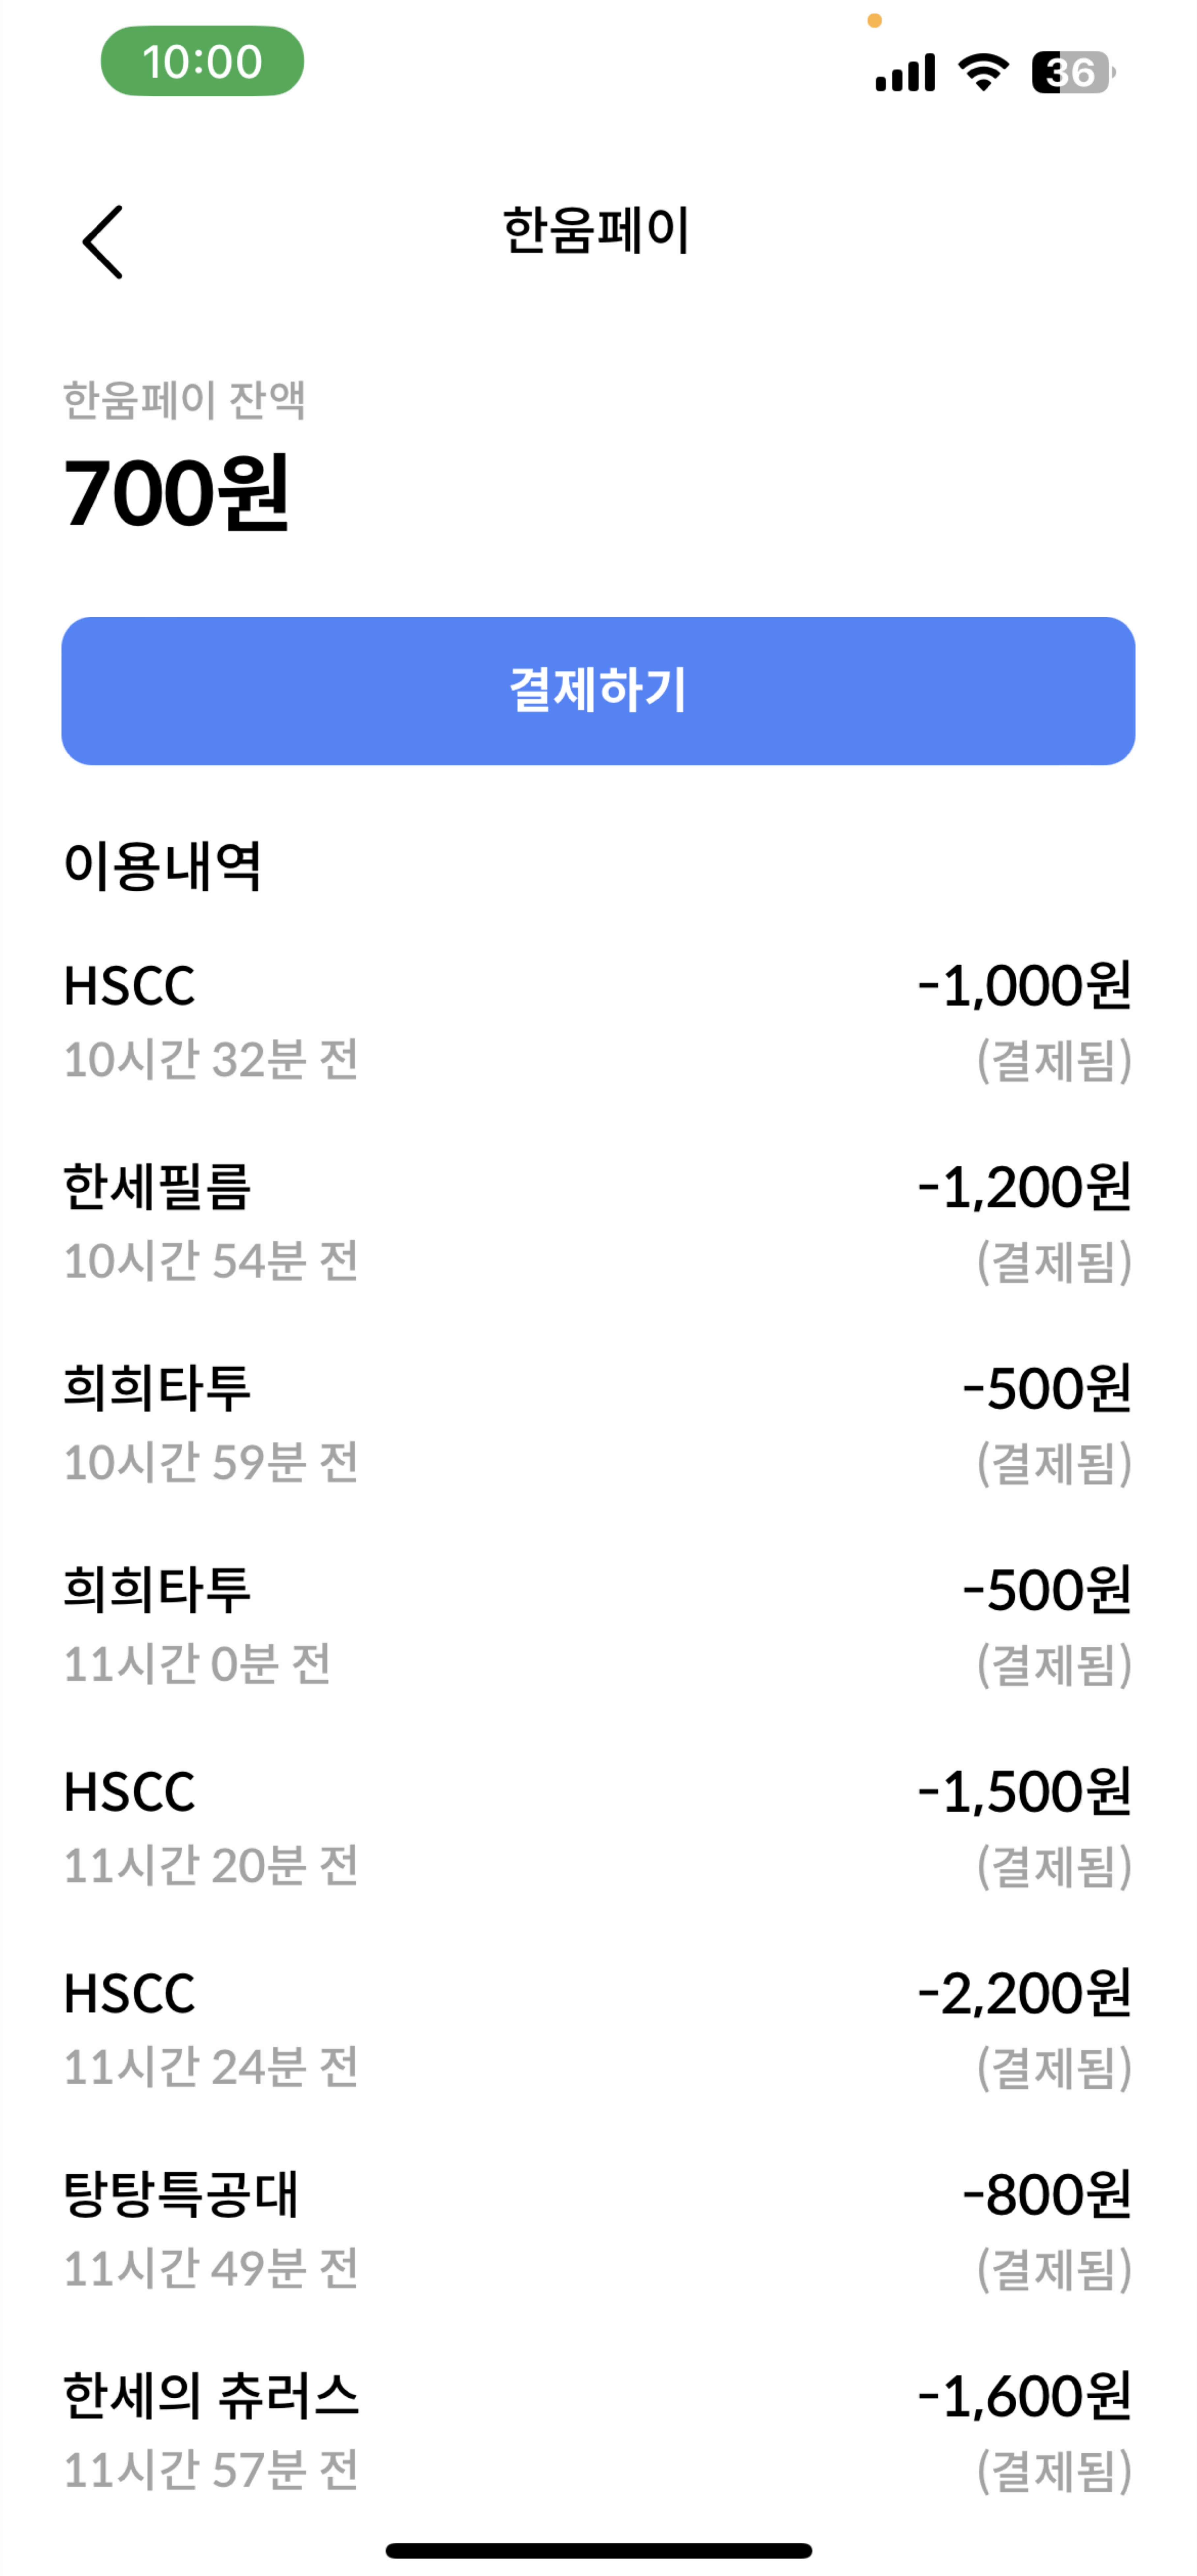 10:00
36
한움페이
한움페이 잔액
700원
결제하기
이용내역
HSCC -1,000원
10시간 32분 전 (결제됨)
한세필름 -1,200원
10시간 54분 전 (결제됨)
희희타투 -500원
10시간 59분 전 (결제됨)
희희타투 -500원
11시간 0분 전 (결제됨)
HSCC -1,500원
11시간 20분 전 (결제됨)
HSCC -2,200원
11시간 24분 전 (결제됨)
탕탕특공대 -800원
11시간 49분 전 (결제됨)
한세의 츄러스 -1,600원
11시간 57분 전 (결제됨)